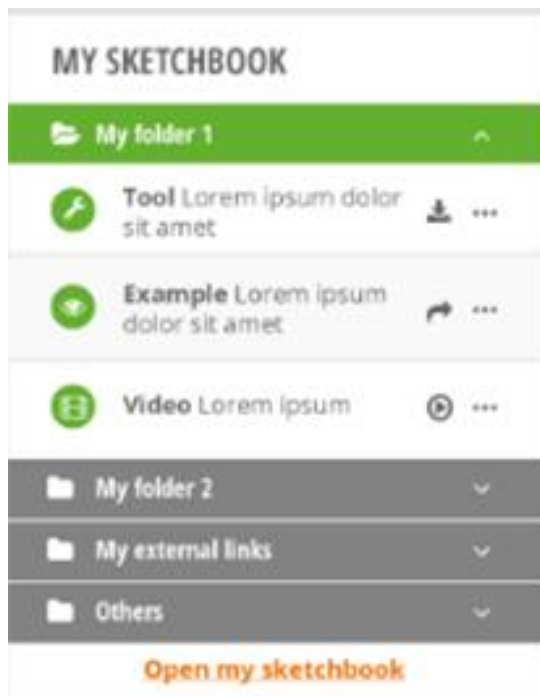 MY SKETCHBOOK
My folder 1
Tool Lorem ipsum dolor
sit amet
Example Lorem ipsum
dolor sit amet
Video Lorem ipsum
My folder 2
My external links
Others
Open my sketchbook